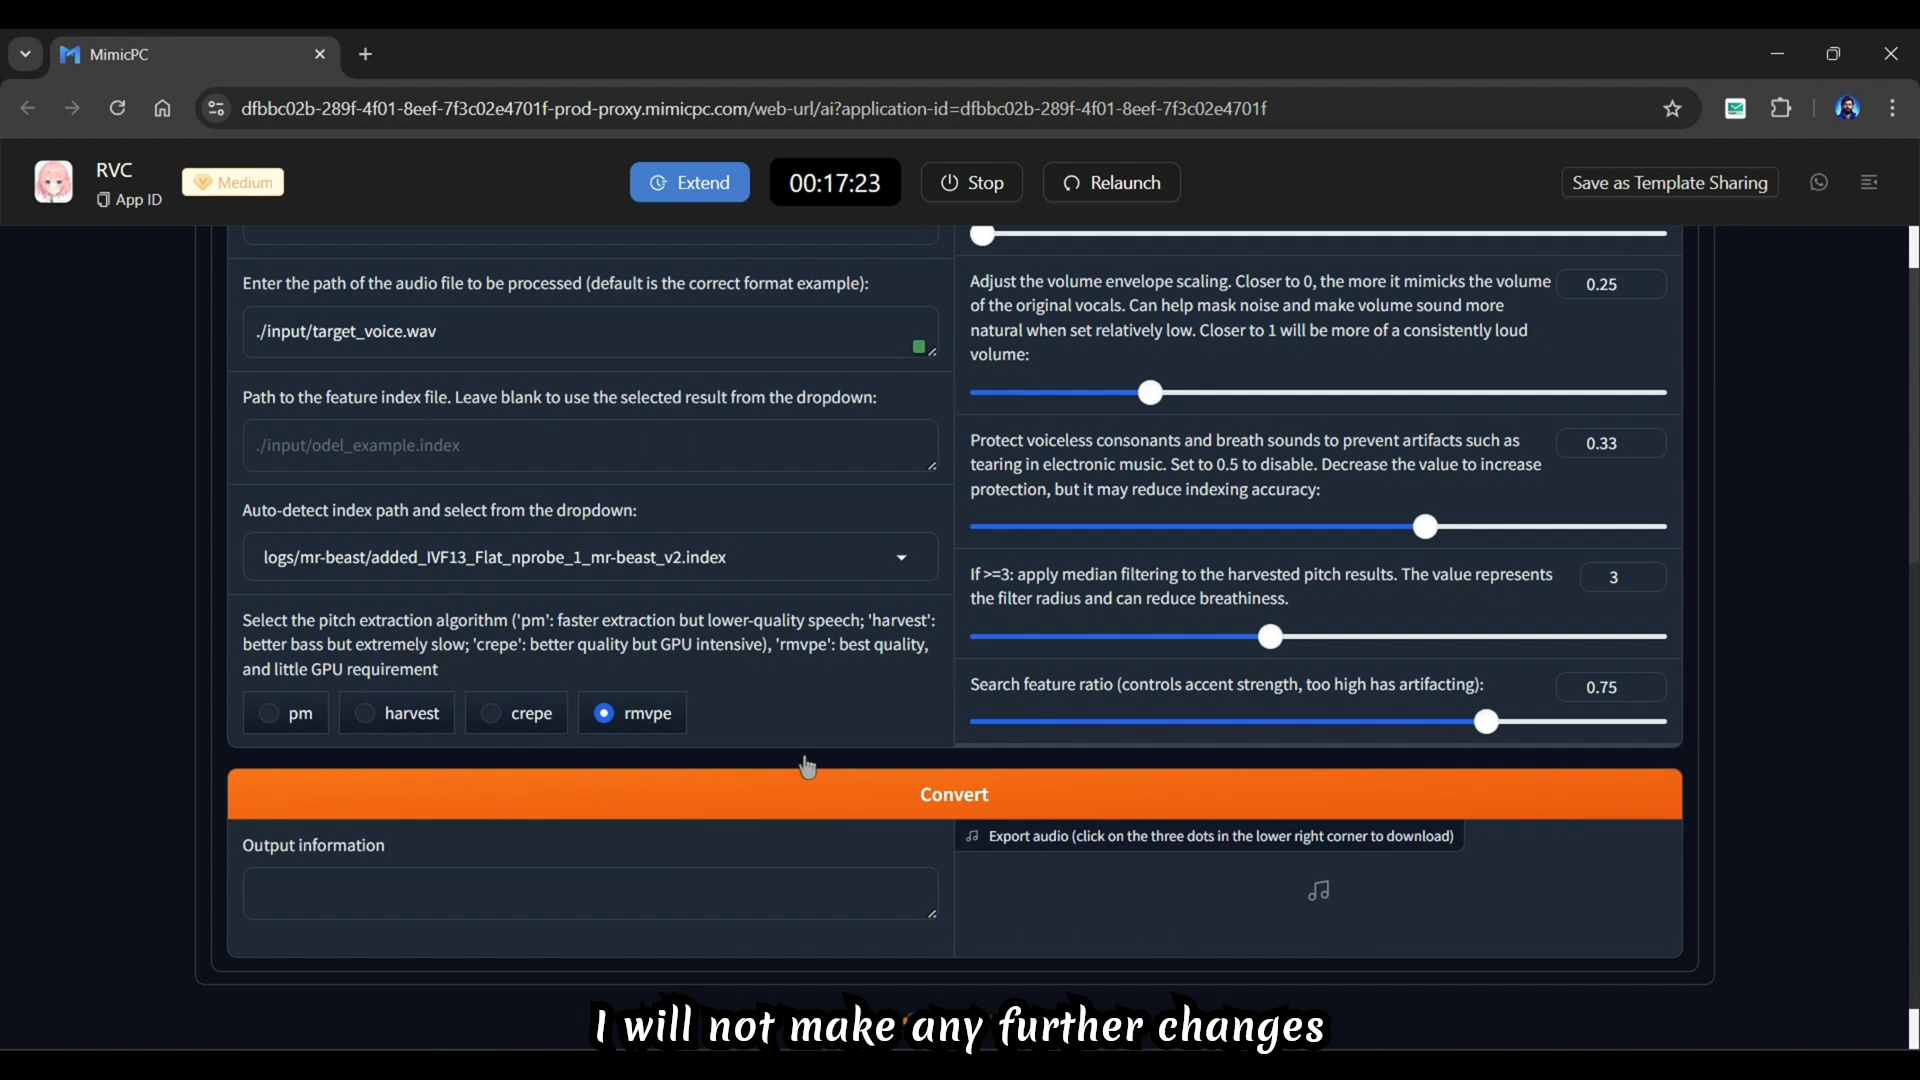 MimicPC
dfbbc02b-289f-4f01-8eef-7f3c02e4701f-prod-proxy.mimicpc.com/web-url/ai?application-id=dfbbc02b-289f-4f01-8eef-7f3c02e4701f
RVC
App ID
Medium
Extend
00:17:23
Stop
Relaunch
Save as Template Sharing
Enter the path of the audio file to be processed (default is the correct format example):
./input/target_voice.wav
Path to the feature index file. Leave blank to use the selected result from the dropdown:
./input/odel_example.index
Auto-detect index path and select from the dropdown:
logs/mr-beast/added_IVF13_Flat_nprobe_1_mr-beast_v2.index
Select the pitch extraction algorithm ('pm': faster extraction but lower-quality speech; 'harvest':
better bass but extremely slow; 'crepe': better quality but GPU intensive), 'rmvpe': best quality,
and little GPU requirement
pm
harvest
crepe
rmvpe
Adjust the volume envelope scaling. Closer to 0, the more it mimicks the volume
of the original vocals. Can help mask noise and make volume sound more
natural when set relatively low. Closer to 1 will be more of a consistently loud
volume:
0.25
Protect voiceless consonants and breath sounds to prevent artifacts such as
tearing in electronic music. Set to 0.5 to disable. Decrease the value to increase
protection, but it may reduce indexing accuracy:
0.33
If >=3: apply median filtering to the harvested pitch results. The value represents
the filter radius and can reduce breathiness.
3
Search feature ratio (controls accent strength, too high has artifacting):
0.75
Convert
Output information
Export audio (click on the three dots in the lower right corner to download)
I will not make any further changes